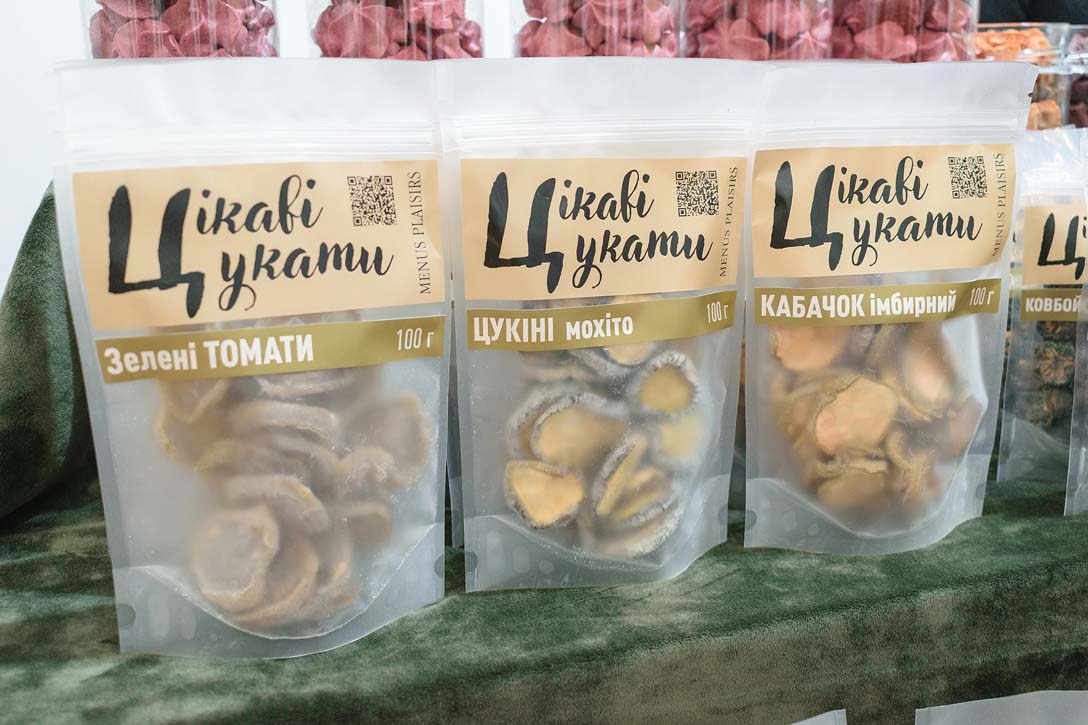 Цікаві
Цукати
MENUS PLAISIRS
Зелені ТОМАТИ 100 г
Цікаві
Цукати
MENUS PLAISIRS
ЦУКІНІ мохіто 100 г
Цікаві
Цукати
MENUS PLAISIRS
КАБАЧОК імбирний 100 г